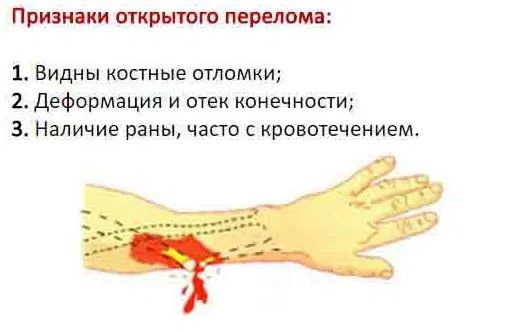 Признаки открытого перелома:
1. Видны костные отломки;
2. Деформация и отек конечности;
3. Наличие раны, часто с кровотечением.